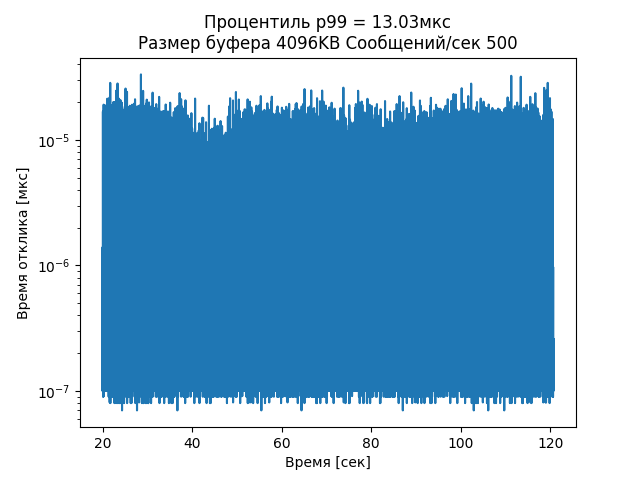 Процентиль p99 = 13.03мкс
Размер буфера 4096KB Сообщений/сек 500
Время отклика [мкс]
10⁻⁵
10⁻⁶
10⁻⁷
20 40 60 80 100 120
Время [сек]